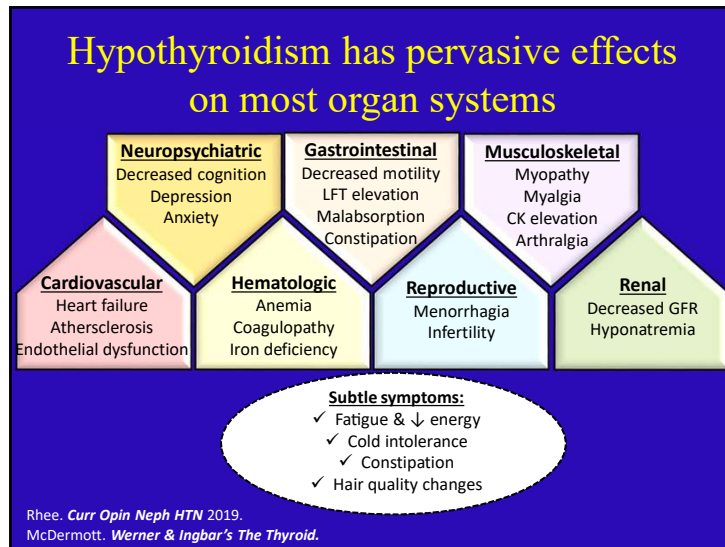 Hypothyroidism has pervasive effects
on most organ systems
Neuropsychiatric
Decreased cognition
Depression
Anxiety
Gastrointestinal
Decreased motility
LFT elevation
Malabsorption
Constipation
Musculoskeletal
Myopathy
Myalgia
CK elevation
Arthralgia
Cardiovascular
Heart failure
Athersclerosis
Endothelial dysfunction
Hematologic
Anemia
Coagulopathy
Iron deficiency
Reproductive
Menorrhagia
Infertility
Renal
Decreased GFR
Hyponatremia
Subtle symptoms:
✓ Fatigue & ↓ energy
✓ Cold intolerance
✓ Constipation
✓ Hair quality changes
Rhee. Curr Opin Neph HTN 2019.
McDermott. Werner & Ingbar's The Thyroid.